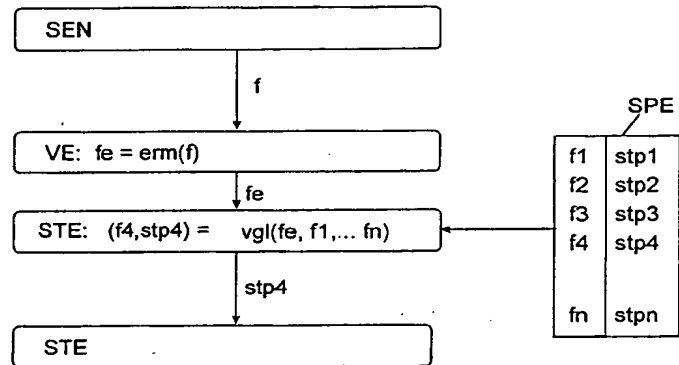 SEN
f
VE: fe = erm(f)
fe
STE: (f4,stp4) = vgl(fe, f1,... fn)
stp4
STE
SPE
f1 stp1
f2 stp2
f3 stp3
f4 stp4
fn stpn